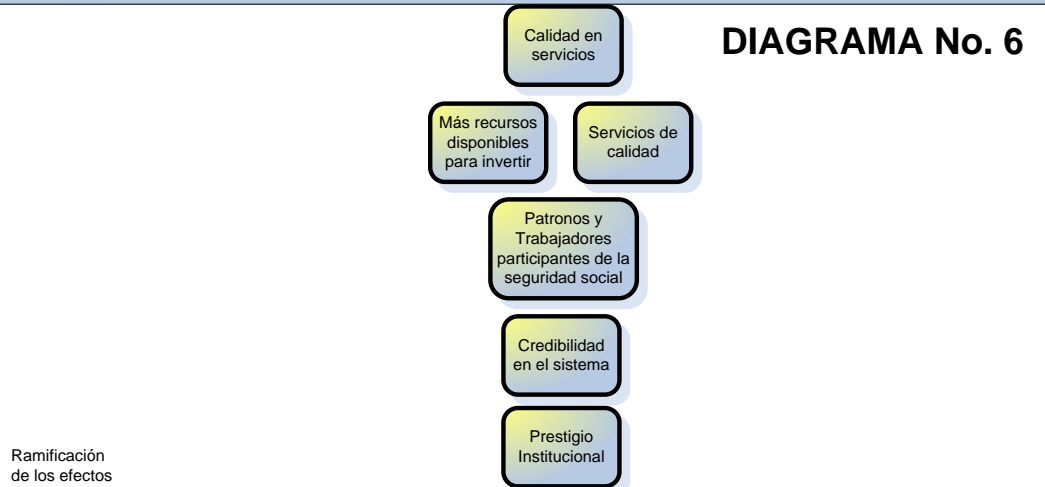 DIAGRAMA No. 6
Calidad en
servicios
Más recursos
disponibles
para invertir
Servicios de
calidad
Patronos y
Trabajadores
participantes de la
seguridad social
Credibilidad
en el sistema
Prestigio
Institucional
Ramificación
de los efectos